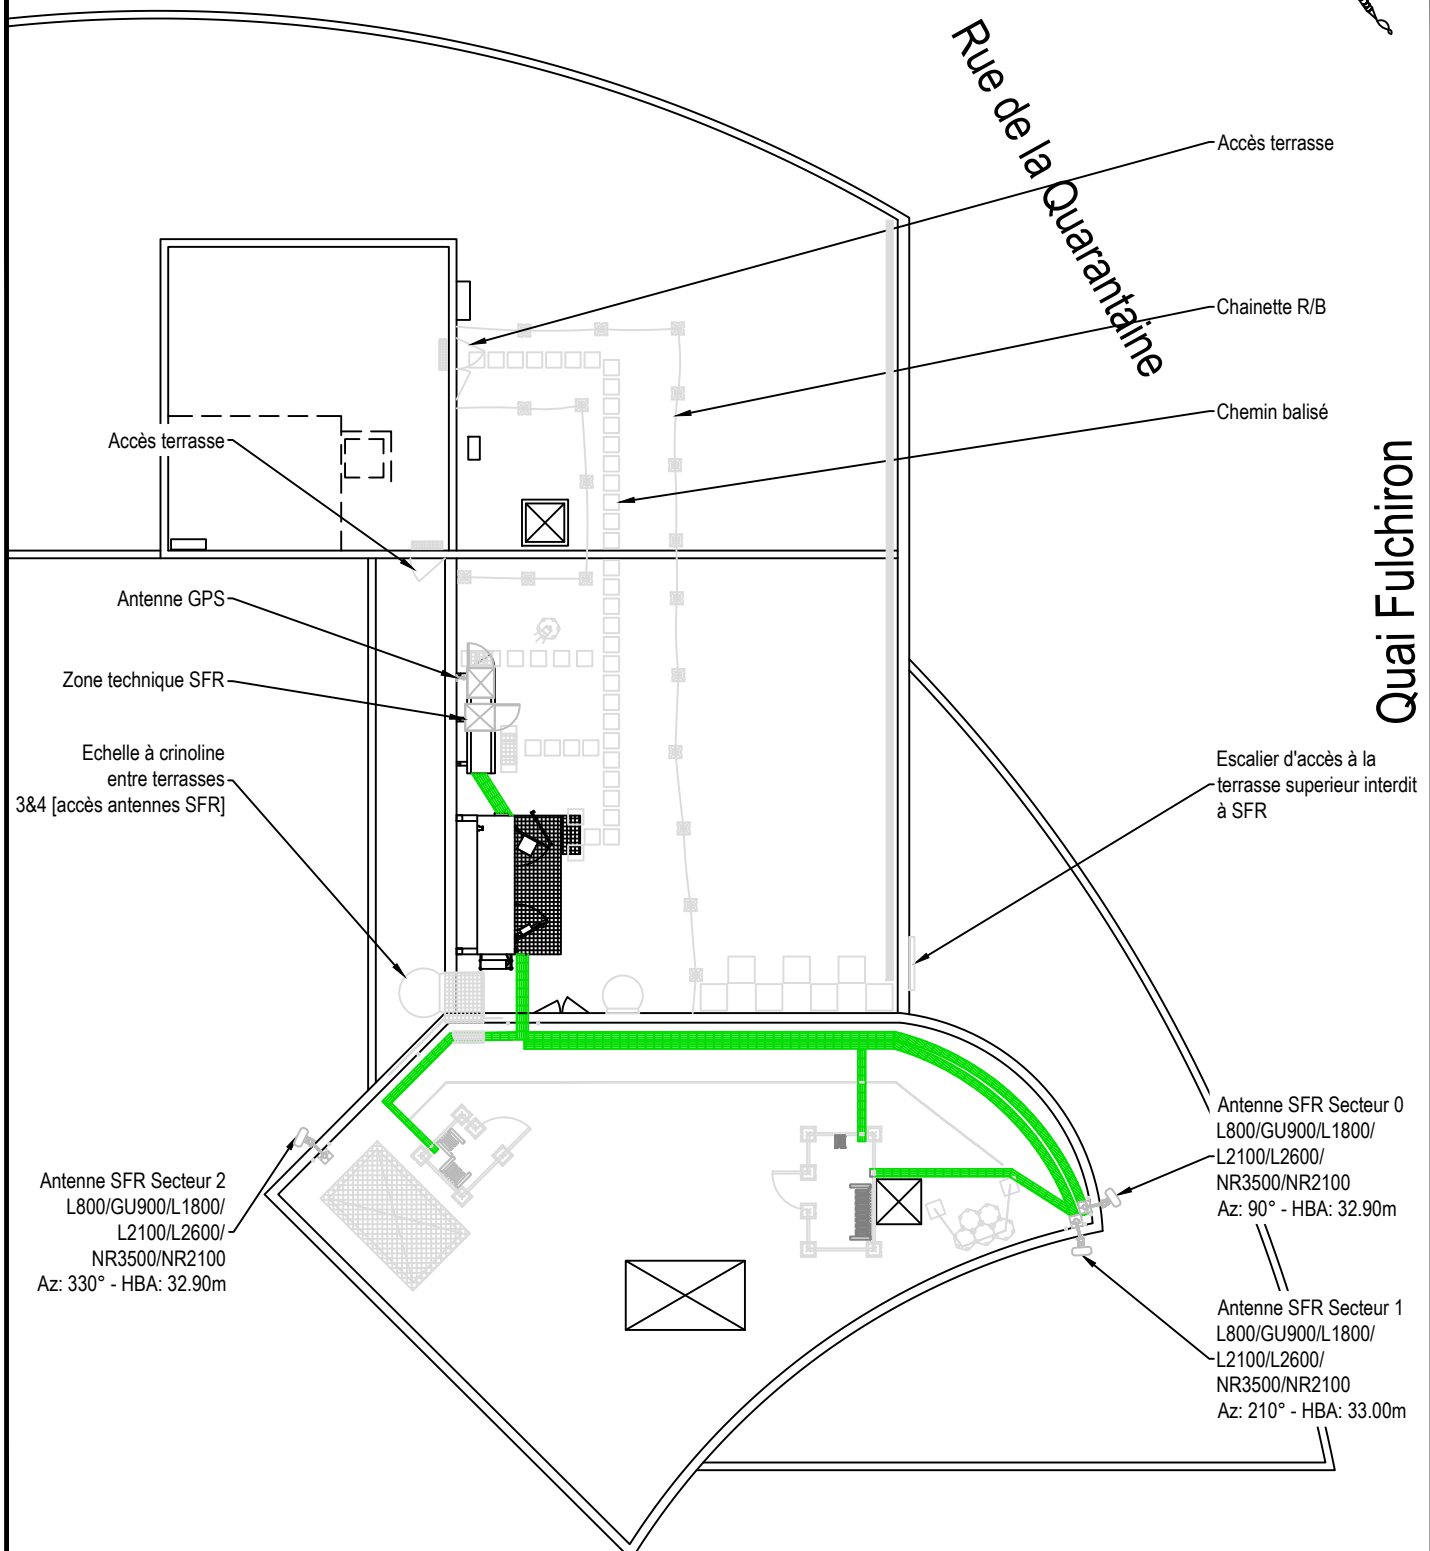 Rue de la Quarantaine
Accès terrasse
Chainette R/B
Chemin balisé
Quai Fulchiron
Accès terrasse
Antenne GPS
Zone technique SFR
Echelle à crinoline
entre terrasses
3&4 [accès antennes SFR]
Escalier d'accès à la
terrasse superieur interdit
à SFR
Antenne SFR Secteur 0
L800/GU900/L1800/
L2100/L2600/
NR3500/NR2100
Az: 90° - HBA: 32.90m
Antenne SFR Secteur 2
L800/GU900/L1800/
L2100/L2600/
NR3500/NR2100
Az: 330° - HBA: 32.90m
Antenne SFR Secteur 1
L800/GU900/L1800/
L2100/L2600/
NR3500/NR2100
Az: 210° - HBA: 33.00m